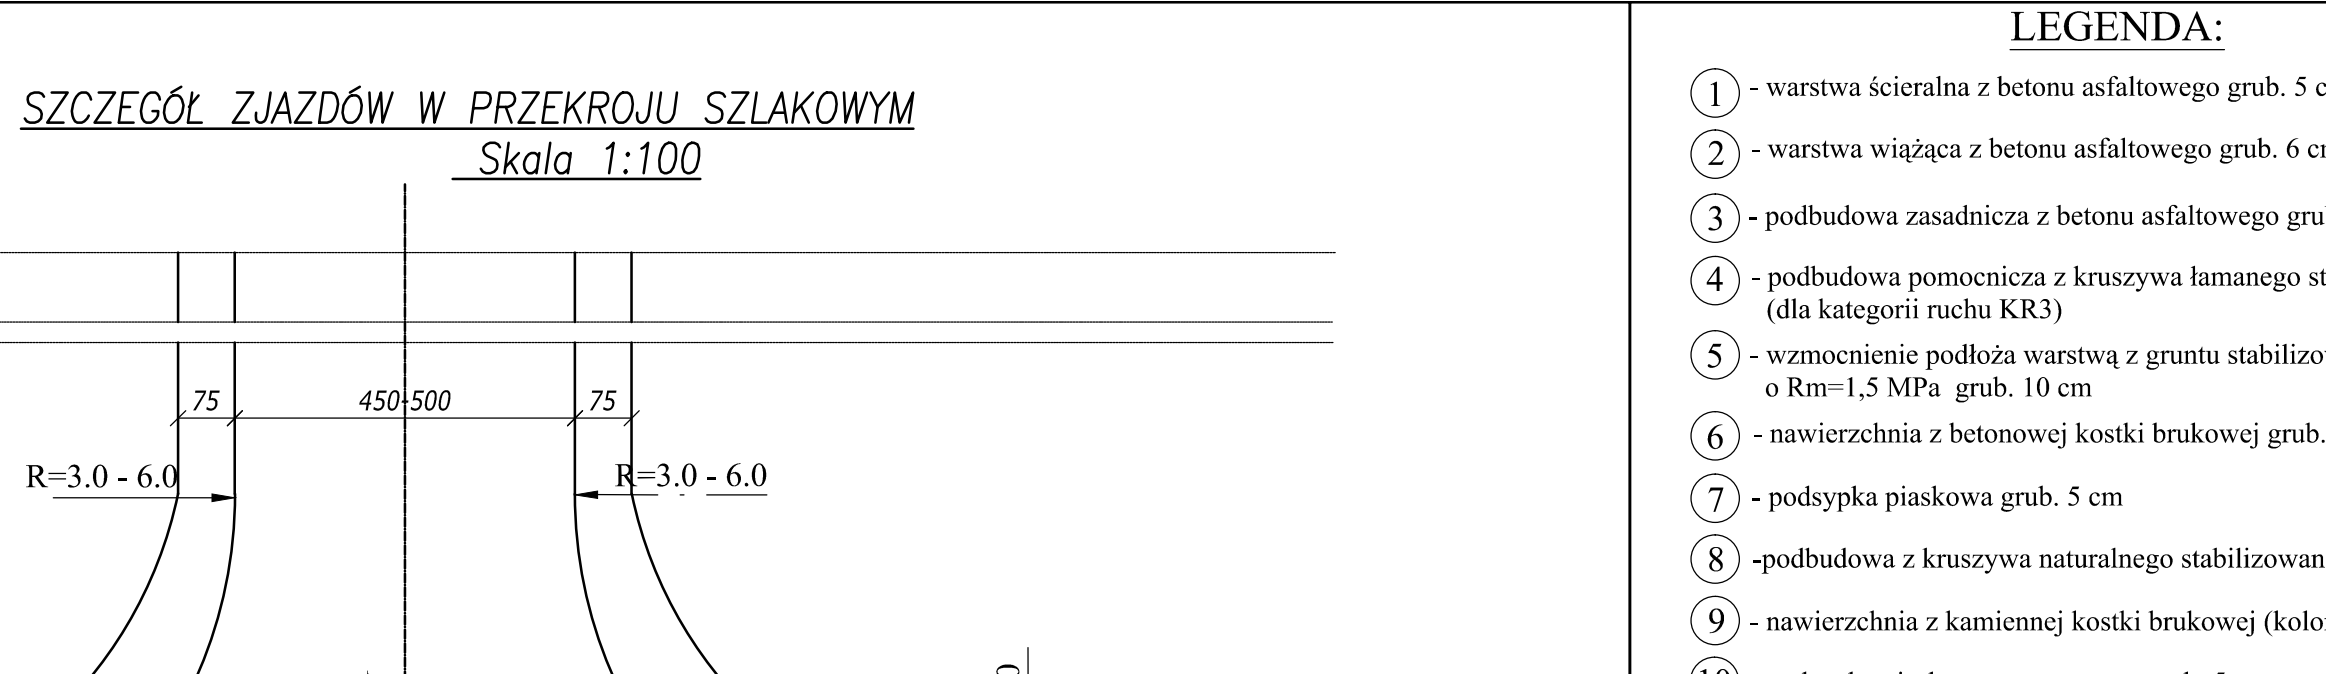 SZCZEGÓŁ ZJAZDÓW W PRZEKROJU SZLAKOWYM
Skala 1:100
75
450-500
75
R=3.0 - 6.0
R=3.0 - 6.0
LEGENDA:
1 - warstwa ścieralna z betonu asfaltowego grub. 5
2 - warstwa wiążąca z betonu asfaltowego grub. 6
3 - podbudowa zasadnicza z betonu asfaltowego
4 - podbudowa pomocnicza z kruszywa łamanego
(dla kategorii ruchu KR3)
5 - wzmocnienie podłoża warstwą z gruntu
o Rm=1,5 MPa grub. 10 cm
6 - nawierzchnia z betonowej kostki brukowej grub.
7 - podsypka piaskowa grub. 5 cm
8 -podbudowa z kruszywa naturalnego
9 - nawierzchnia z kamiennej kostki brukowej
10